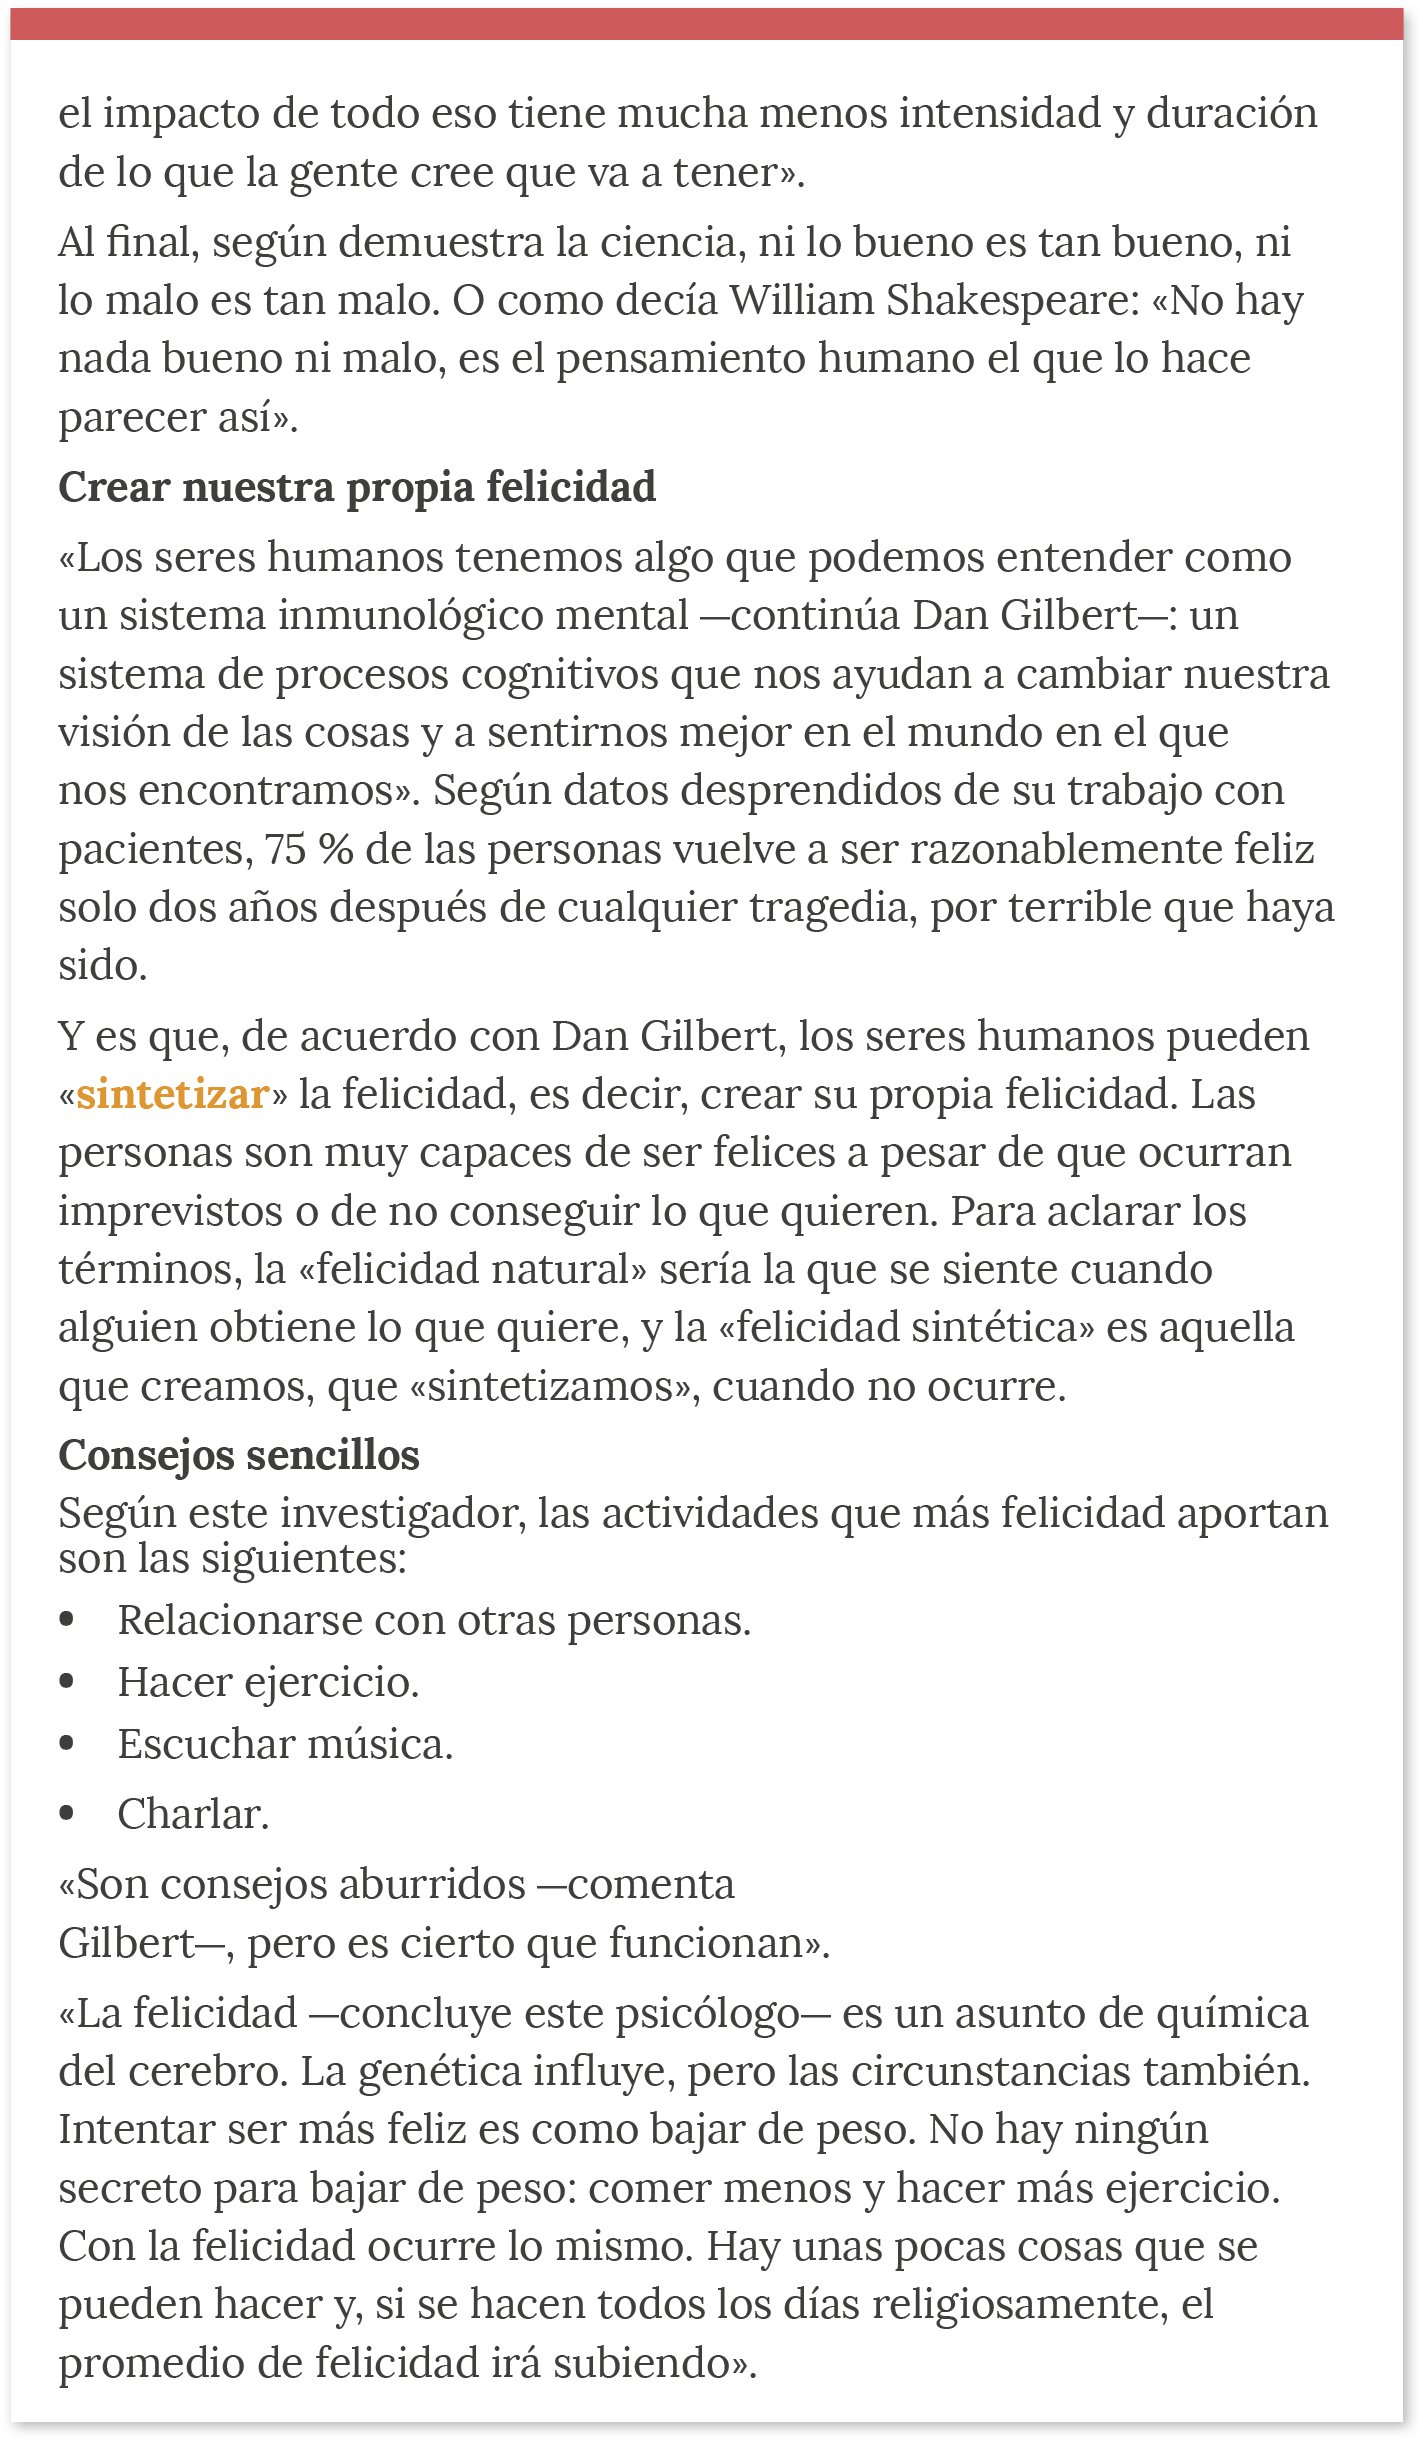 el impacto de todo eso tiene mucha menos intensidad y duración
de lo que la gente cree que va a tener».
Al final, según demuestra la ciencia, ni lo bueno es tan bueno, ni
lo malo es tan malo. O como decía William Shakespeare: «No hay
nada bueno ni malo, es el pensamiento humano el que lo hace
parecer así».
Crear nuestra propia felicidad
«Los seres humanos tenemos algo que podemos entender como
un sistema inmunológico mental —continúa Dan Gilbert—: un
sistema de procesos cognitivos que nos ayudan a cambiar nuestra
visión de las cosas y a sentirnos mejor en el mundo en el que
nos encontramos». Según datos desprendidos de su trabajo con
pacientes, 75 % de las personas vuelve a ser razonablemente feliz
solo dos años después de cualquier tragedia, por terrible que haya
sido.
Y es que, de acuerdo con Dan Gilbert, los seres humanos pueden
«sintetizar» la felicidad, es decir, crear su propia felicidad. Las
personas son muy capaces de ser felices a pesar de que ocurran
imprevistos o de no conseguir lo que quieren. Para aclarar los
términos, la «felicidad natural» sería la que se siente cuando
alguien obtiene lo que quiere, y la «felicidad sintética» es aquella
que creamos, que «sintetizamos», cuando no ocurre.
Consejos sencillos
Según este investigador, las actividades que más felicidad aportan
son las siguientes:
• Relacionarse con otras personas.
• Hacer ejercicio.
• Escuchar música.
• Charlar.
«Son consejos aburridos —comenta
Gilbert—, pero es cierto que funcionan».
«La felicidad —concluye este psicólogo— es un asunto de química
del cerebro. La genética influye, pero las circunstancias también.
Intentar ser más feliz es como bajar de peso. No hay ningún
secreto para bajar de peso: comer menos y hacer más ejercicio.
Con la felicidad ocurre lo mismo. Hay unas pocas cosas que se
pueden hacer y, si se hacen todos los días religiosamente, el
promedio de felicidad irá subiendo».